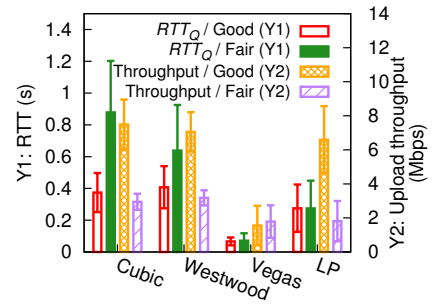 RTT_Q / Good (Y1)
RTT_Q / Fair (Y1)
Throughput / Good (Y2)
Throughput / Fair (Y2)
Y1: RTT (s)
1.4
1.2
1
0.8
0.6
0.4
0.2
0
14
12
10
8
6
4
2
0
Y2: Upload throughput
(Mbps)
Cubic
Westwood
Vegas
LP